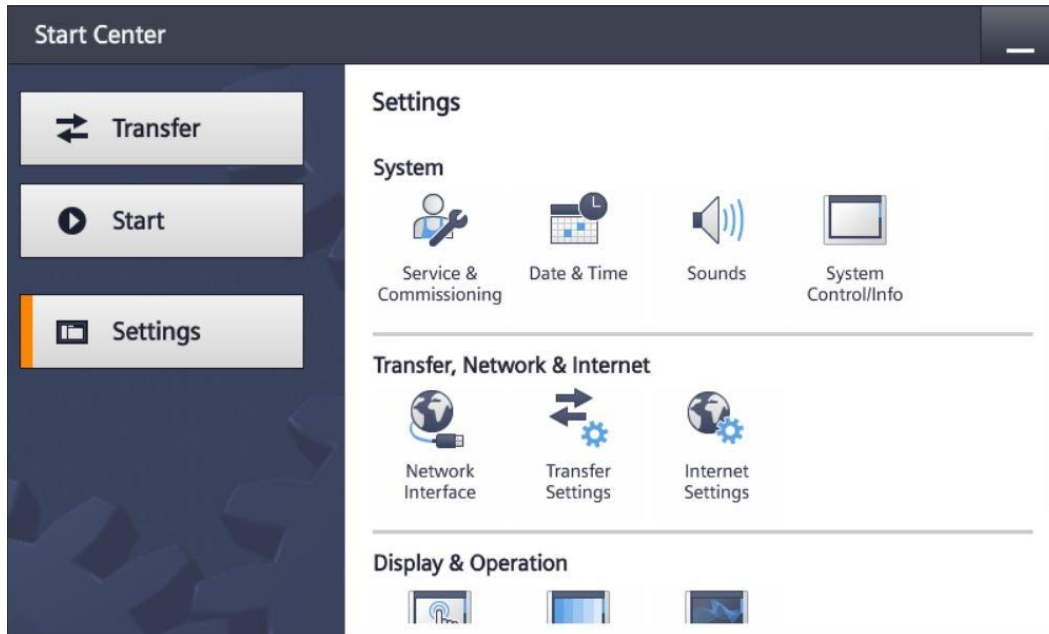 Start Center
Transfer
Start
Settings
Settings
System
Service &
Commissioning
Date & Time
Sounds
System
Control/Info
Transfer, Network & Internet
Network
Interface
Transfer
Settings
Internet
Settings
Display & Operation